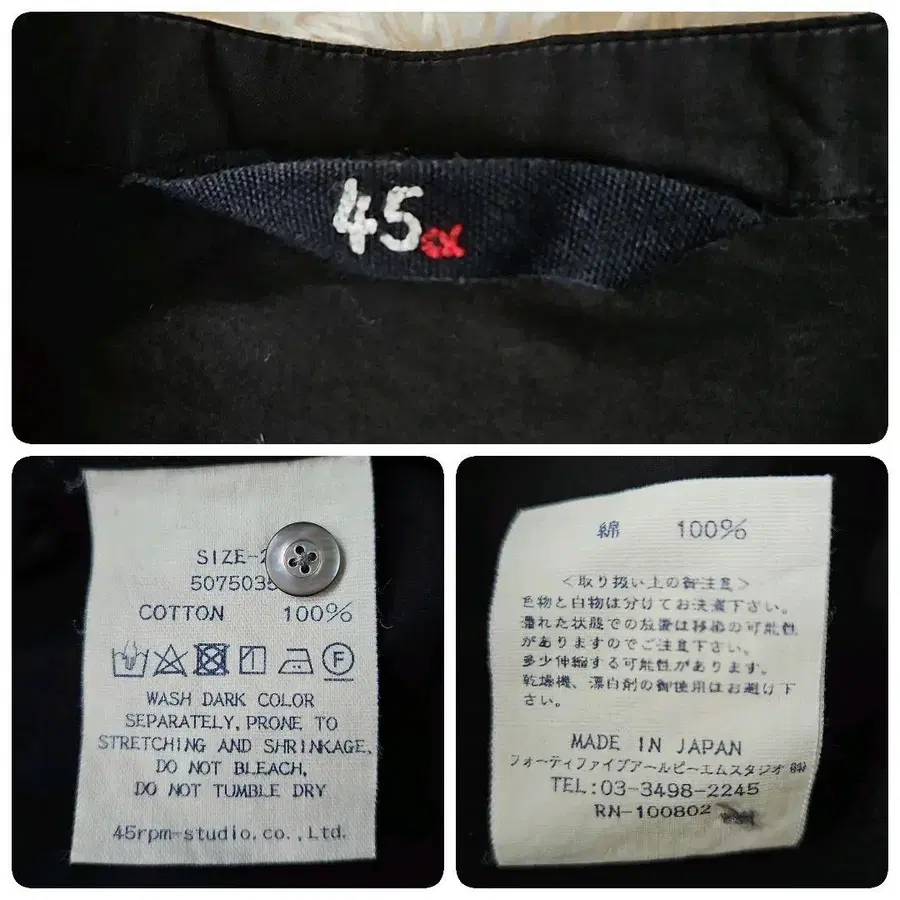 45α
SIZE-2
5075035
COTTON 100%
F
WASH DARK COLOR
SEPARATELY, PRONE TO
STRETCHING AND SHRINKAGE,
DO NOT BLEACH,
DO NOT TUMBLE DRY
45rpm-studio.co.,Ltd.
綿 100%
＜取り扱い上の御注意＞
色物と白物は分けてお洗濯下さい。
濡れた状態での放置は移染の可能性
がありますのでご注意下さい。
多少伸縮する可能性があります。
乾燥機、漂白剤の御使用はお避け下
さい。
MADE IN JAPAN
フォーティファイブアールピーエムスタジオ㈱
TEL:03-3498-2245
RN-100802